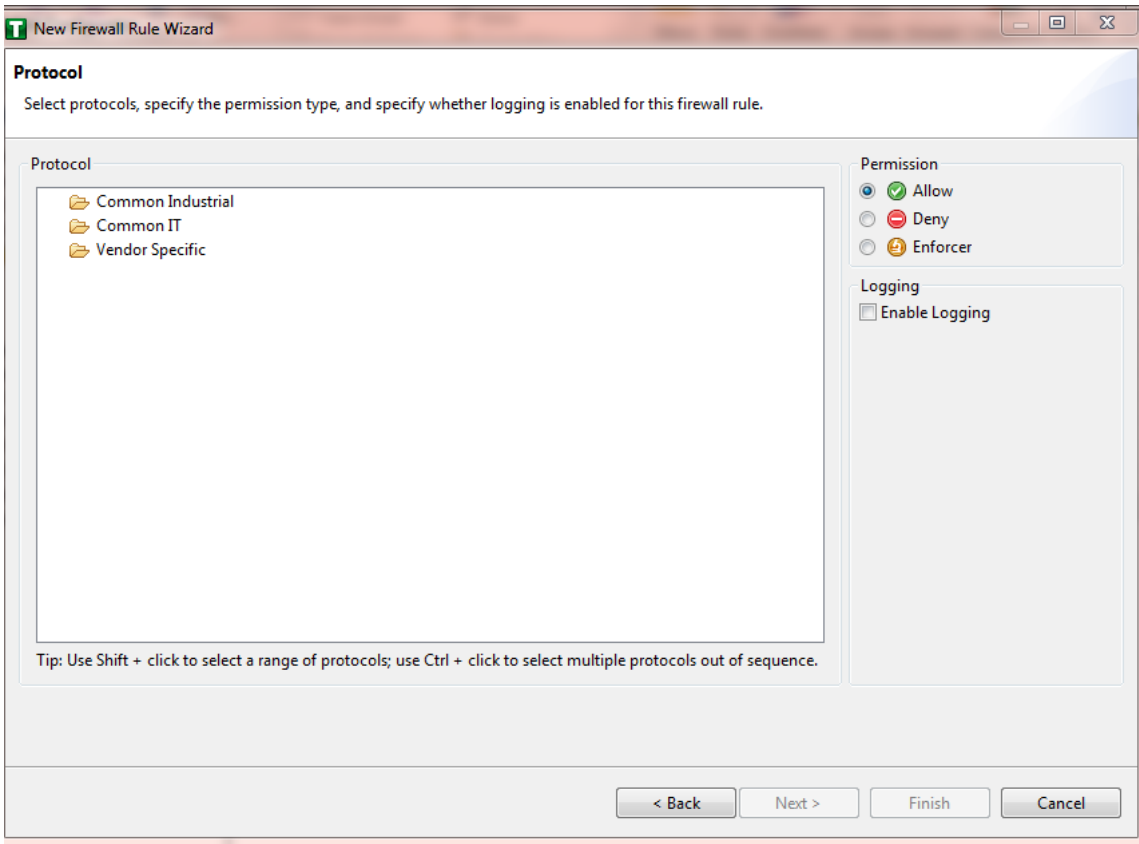 T New Firewall Rule Wizard
Protocol
Select protocols, specify the permission type, and specify whether logging is enabled for this firewall rule.
Protocol
Common Industrial
Common IT
Vendor Specific
Tip: Use Shift + click to select a range of protocols; use Ctrl + click to select multiple protocols out of sequence.
Permission
Allow
Deny
Enforcer
Logging
Enable Logging
< Back
Next >
Finish
Cancel